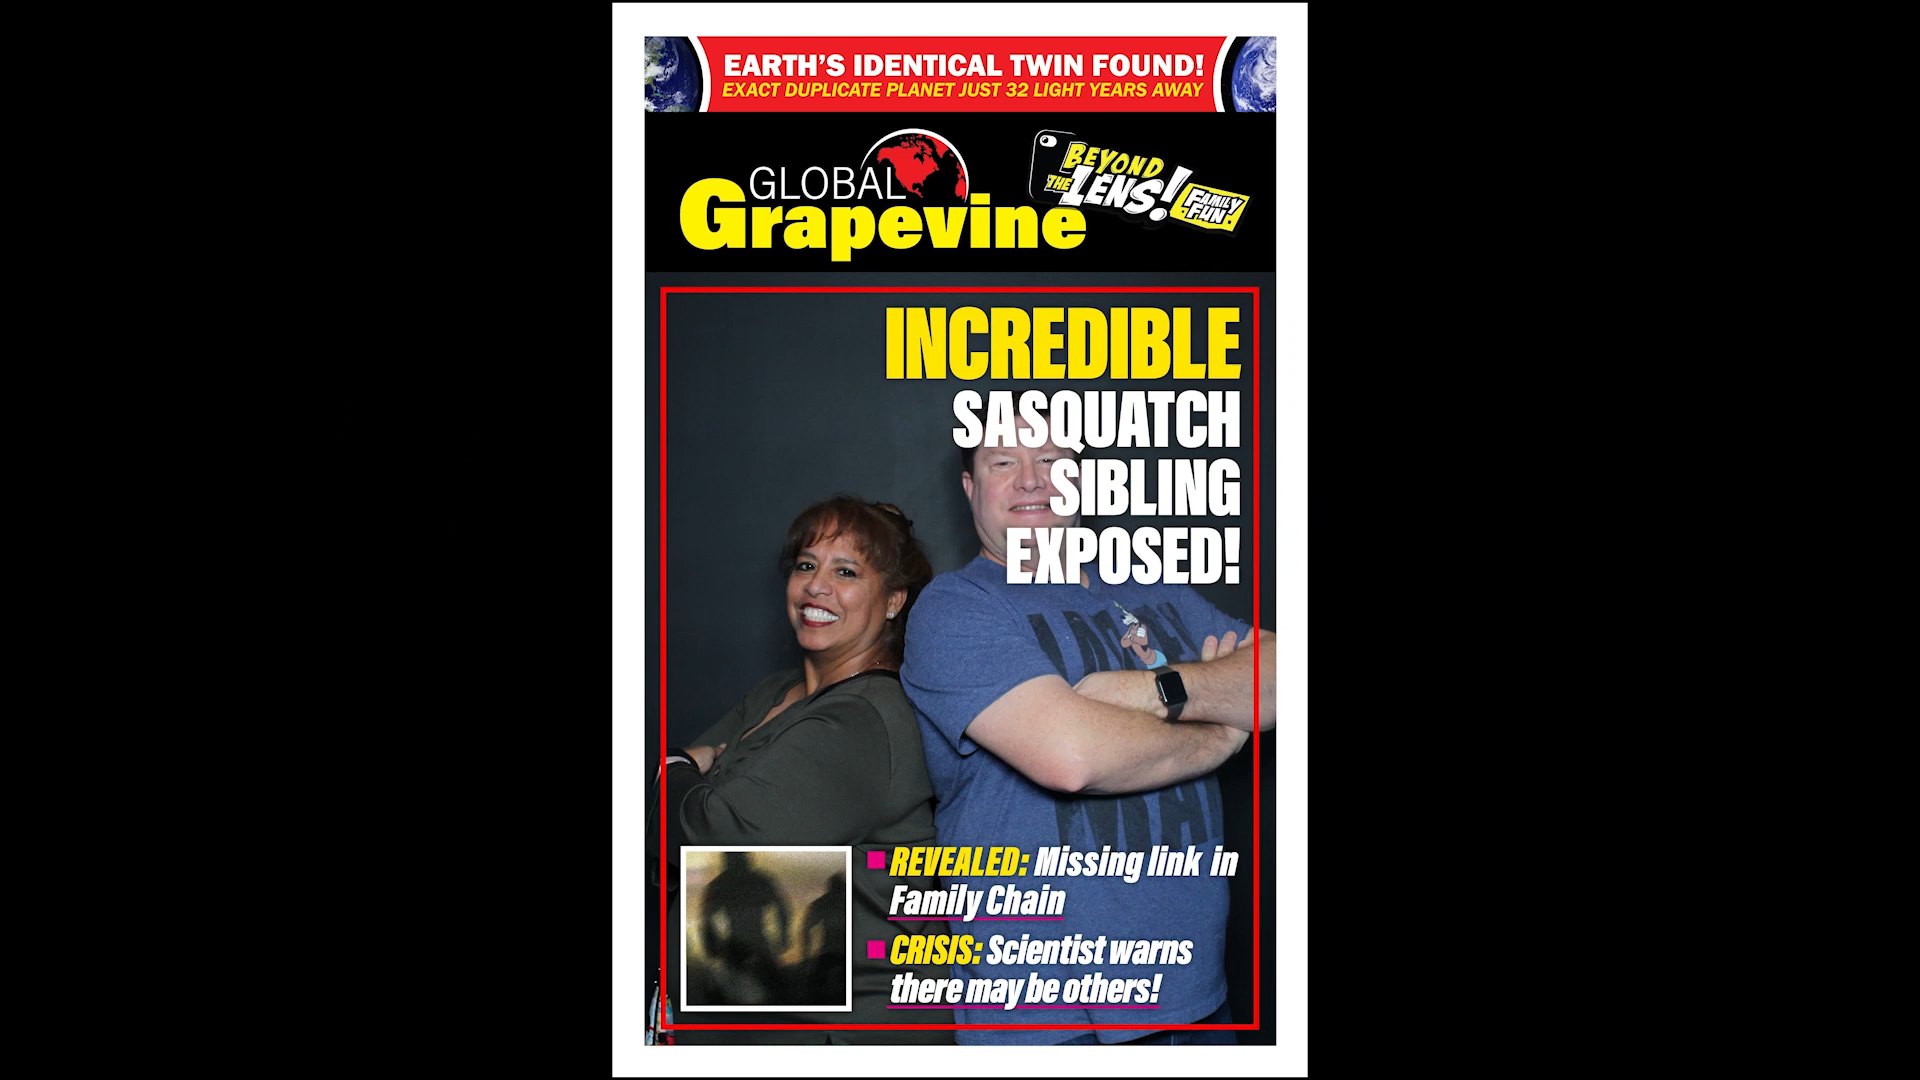 EARTH'S IDENTICAL TWIN FOUND!
EXACT DUPLICATE PLANET JUST 32 LIGHT YEARS AWAY
GLOBAL
Grapevine
BEYOND
THE LENS!
FAMILY
FUN
INCREDIBLE
SASQUATCH
SIBLING
EXPOSED!
REVEALED: Missing link in
Family Chain
CRISIS: Scientist warns
there may be others!